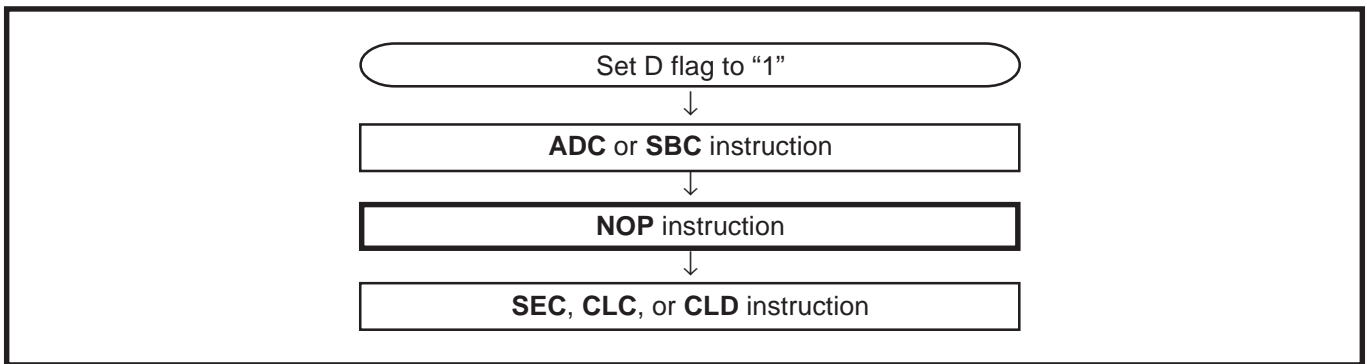 Set D flag to “1”
↓
ADC or SBC instruction
↓
NOP instruction
↓
SEC, CLC, or CLD instruction